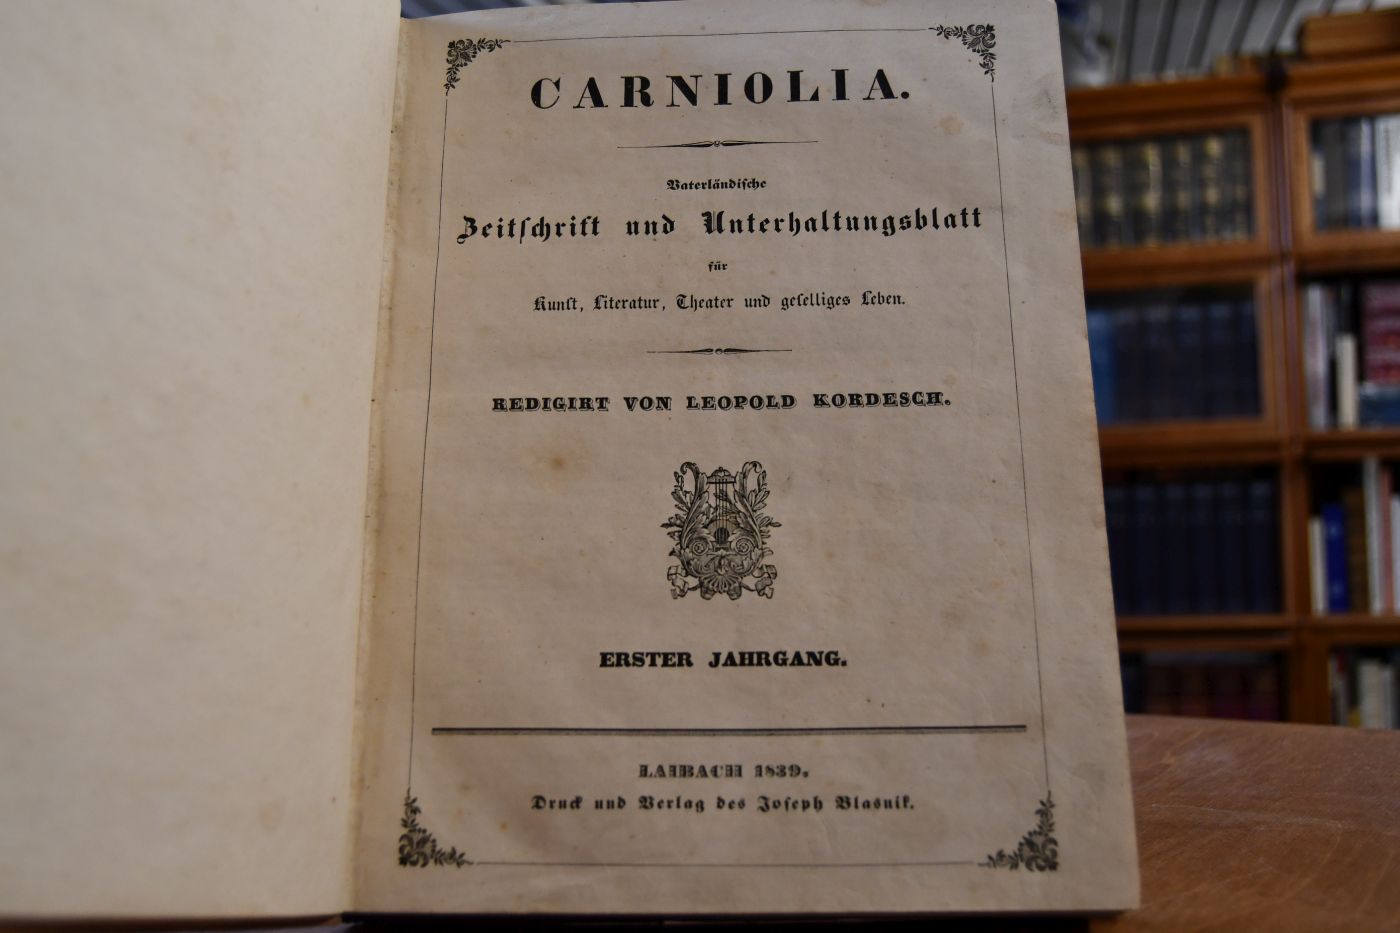 CARNIOLIA.
Vaterländische
Zeitschrift und Unterhaltungsblatt
für
Kunst, Literatur, Theater und geselliges Leben.
REDIGIRT VON LEOPOLD KORDESCH.
ERSTER JAHRGANG.
LAIBACH 1839.
Druck und Verlag des Joseph Blasnik.